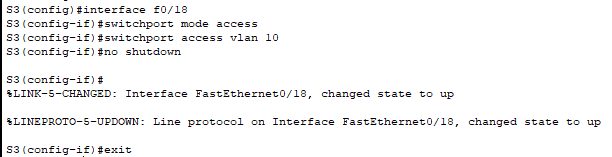 S3(config)#interface f0/18
S3(config-if)#switchport mode access
S3(config-if)#switchport access vlan 10
S3(config-if)#no shutdown
S3(config-if)#
%LINK-5-CHANGED: Interface FastEthernet0/18, changed state to up
%LINEPROTO-5-UPDOWN: Line protocol on Interface FastEthernet0/18, changed state to up
S3(config-if)#exit